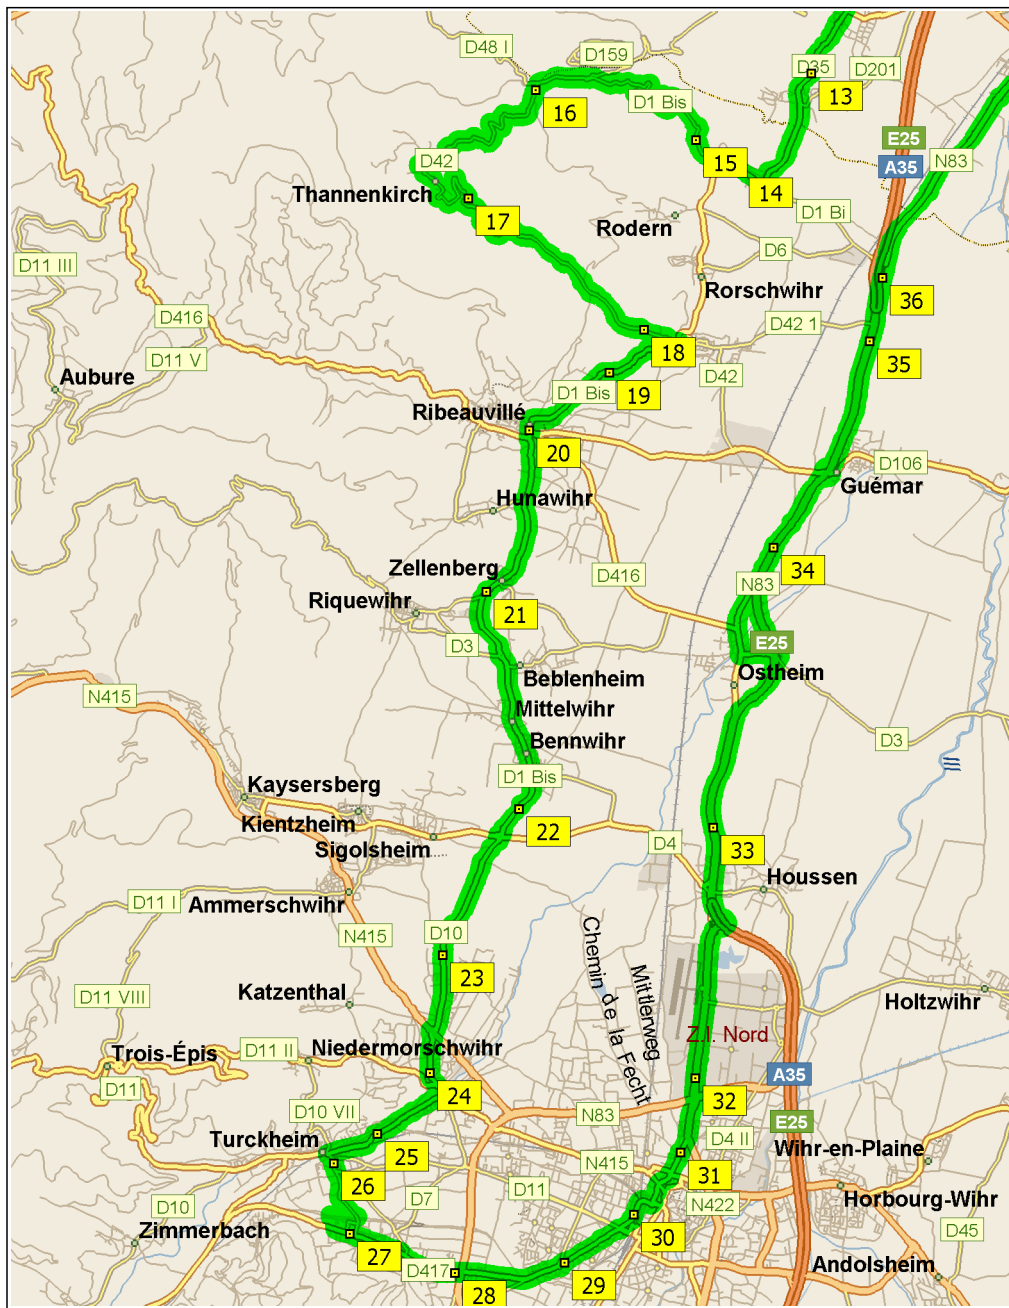 D48 I
D159
D35
D201
13
16
D1 Bis
E25
N83
15
A35
D42
14
Thannenkirch
17
D1 Bi
Rodern
D6
D11 III
Rorschwihr
36
D416
D42 1
18
35
D11 V
Aubure
D42
D1 Bis
19
Ribeauvillé
20
D106
Guémar
Hunawihr
34
Zellenberg
D416
N83
Riquewihr
21
D3
E25
Beblenheim
Ostheim
N415
Mittelwihr
Bennwihr
D3
D1 Bis
Kaysersberg
Kientzheim
22
Sigolsheim
D4
33
Houssen
D11 I
Ammerschwihr
N415
D10
Chemin de la Fecht
Mittlerweg
23
D11 VIII
Katzenthal
Holtzwihr
Z.I. Nord
Trois-Épis
D11 II
Niedermorschwihr
A35
D11
24
32
D10 VII
N83
E25
Turckheim
25
D4 II
Wihr-en-Plaine
N415
31
26
D11
D7
Horbourg-Wihr
D10
N422
Zimmerbach
30
D45
27
D417
29
Andolsheim
28